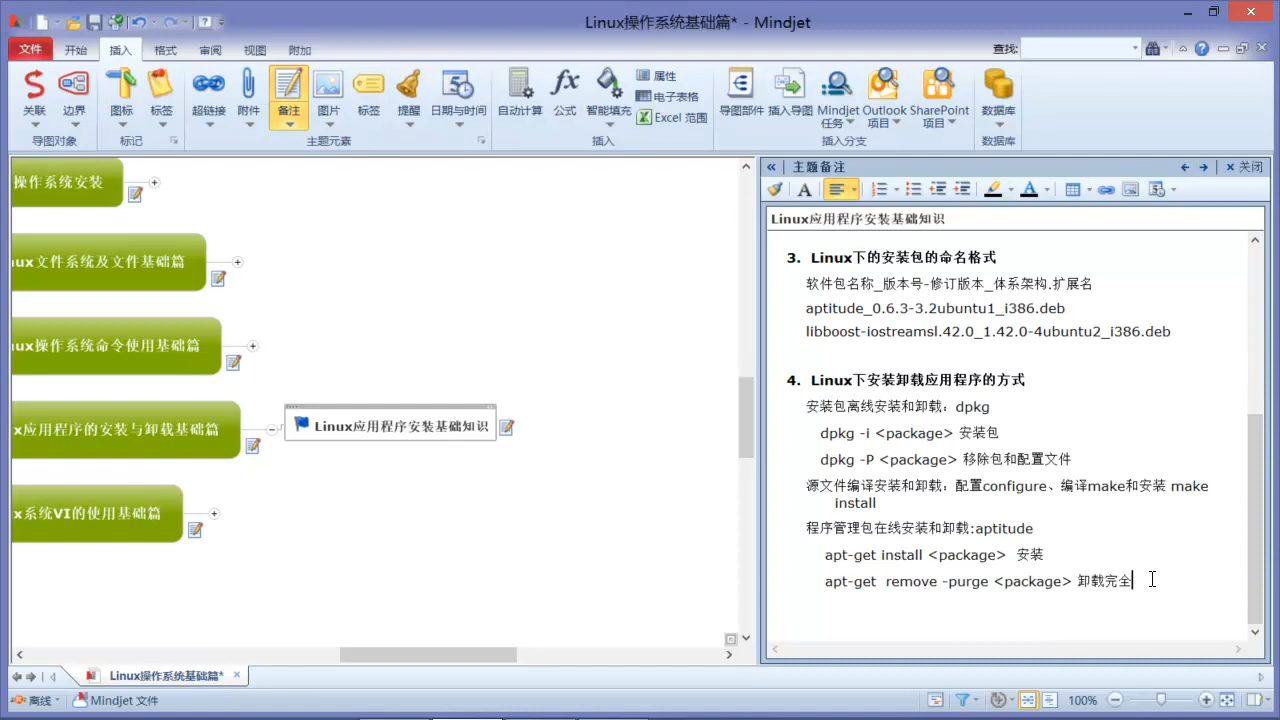 Linux操作系统基础篇* - Mindjet
文件 开始 插入 格式 审阅 视图 附加 查找:
关联 边界 图标 标签 超链接 附件 备注 图片 标签 提醒 日期与时间 自动计算 公式 智能填充 属性 电子表格 Excel 范围 导图部件 插入导图 Mindjet 任务 Outlook 项目 SharePoint 项目 数据库
导图对象 标记 主题元素 插入 插入分支 数据库
操作系统安装
ux文件系统及文件基础篇
ux操作系统命令使用基础篇
x应用程序的安装与卸载基础篇
Linux应用程序安装基础知识
x系统VI的使用基础篇
主题备注 关闭
Linux应用程序安装基础知识
3. Linux下的安装包的命名格式
软件包名称_版本号-修订版本_体系架构.扩展名
aptitude_0.6.3-3.2ubuntu1_i386.deb
libboost-iostreamsl.42.0_1.42.0-4ubuntu2_i386.deb
4. Linux下安装卸载应用程序的方式
安装包离线安装和卸载：dpkg
dpkg -i <package> 安装包
dpkg -P <package> 移除包和配置文件
源文件编译安装和卸载：配置configure、编译make和安装 make
install
程序管理包在线安装和卸载:aptitude
apt-get install <package> 安装
apt-get remove -purge <package> 卸载完全
Linux操作系统基础篇*
离线 Mindjet 文件 100%